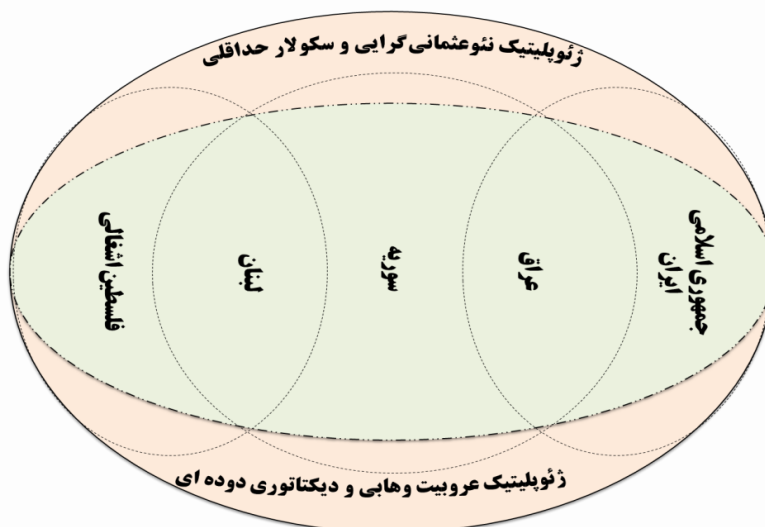 ژئوپلیتیک نئوعثمانی گرایی و سکولار حداقلی
جمهوری اسلامی
ایران
عراق
سوریه
لبنان
فلسطین اشغالی
ژئوپلیتیک عروبیت وهابی و دیکتاتوری دوده ای